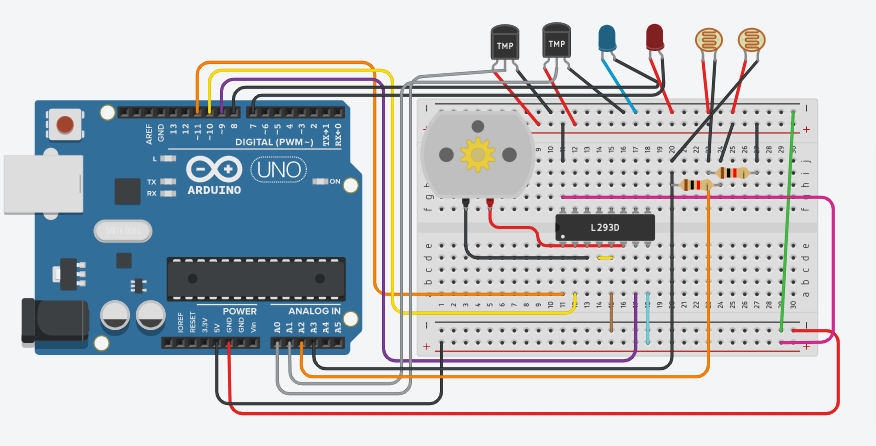 TMP
TMP
AREF
GND
13
12
~11
~10
~9
8
7
~6
~5
4
~3
2
TX→1
RX←0
DIGITAL (PWM~)
L
TX
RX
ARDUINO
UNO
ON
L293D
IOREF
RESET
3.3V
5V
GND
GND
Vin
POWER
A0
A1
A2
A3
A4
A5
ANALOG IN